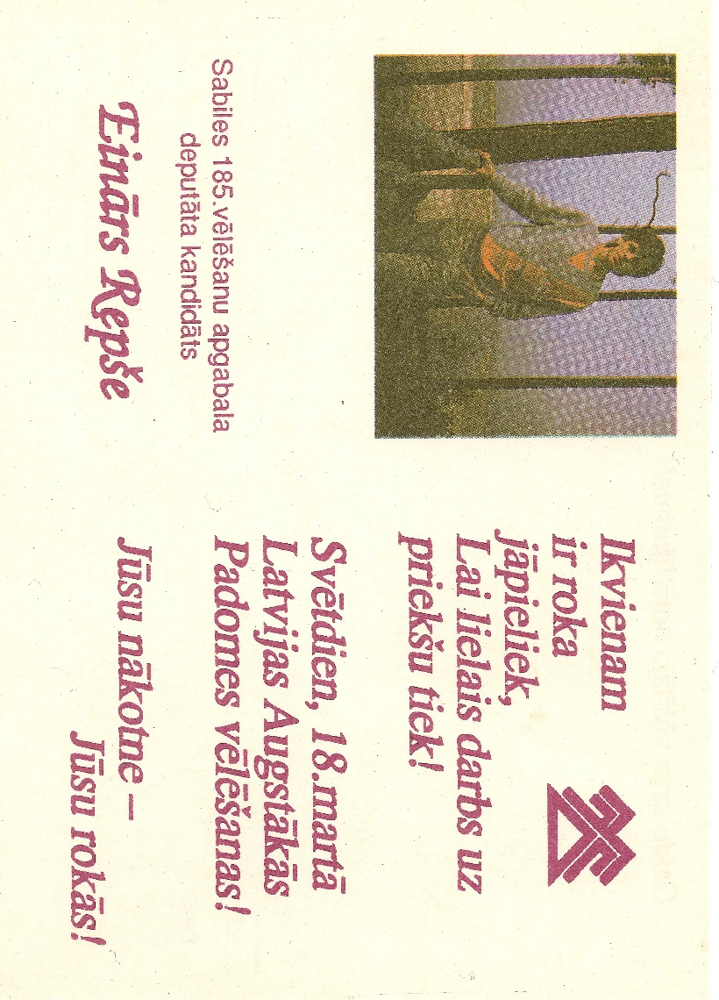 Sabiles 185.vēlēšanu apgabala
deputāta kandidāts
Einārs Repše
Ikvienam
ir roka
jāpieliek,
Lai lielais darbs uz
priekšu tiek!
Svētdien, 18.martā
Latvijas Augstākās
Padomes vēlēšanas!
Jūsu nākotne –
Jūsu rokās!